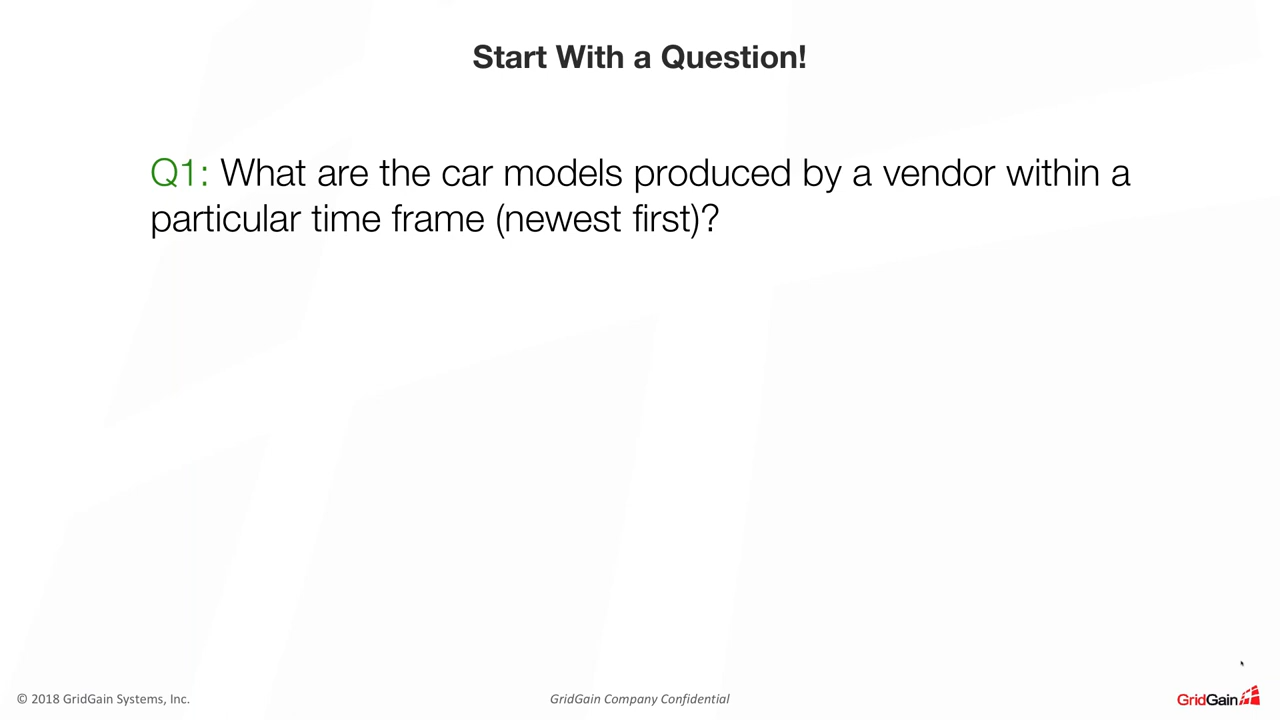 Start With a Question!
Q1: What are the car models produced by a vendor within a
particular time frame (newest first)?
© 2018 GridGain Systems, Inc.
GridGain Company Confidential
GridGain